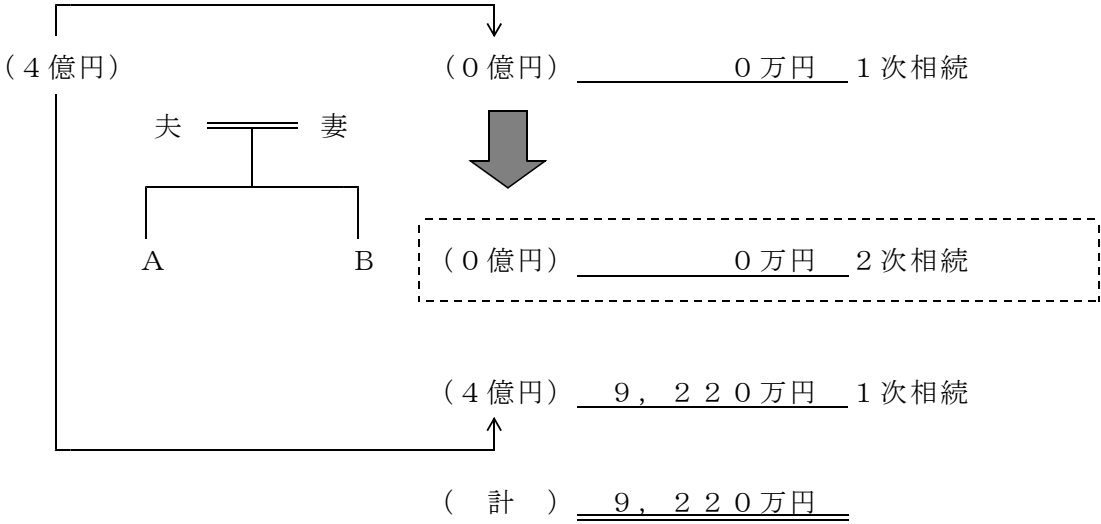 (４億円) (０億円) ０万円 １次相続
夫 妻
Ａ Ｂ (０億円) ０万円 ２次相続
(４億円) ９，２２０万円 １次相続
( 計 ) ９，２２０万円